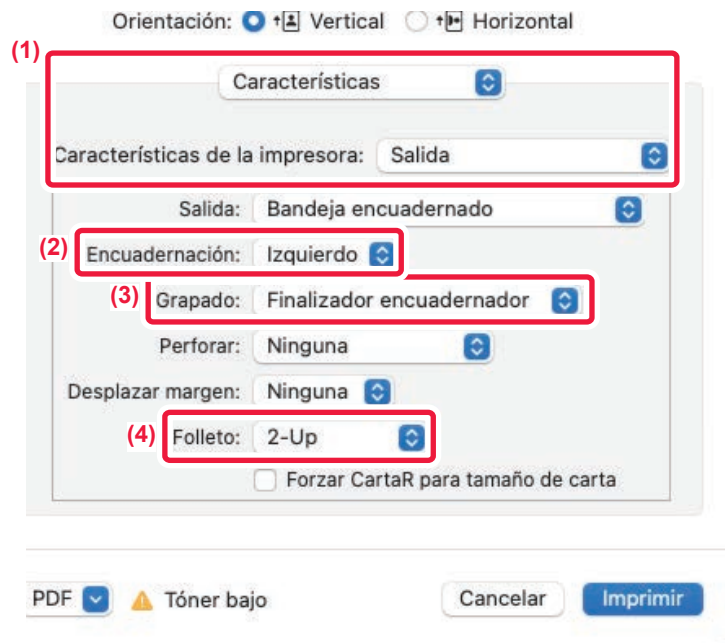 Orientación: Vertical Horizontal
(1)
Características
Características de la impresora: Salida
Salida: Bandeja encuadernado
(2) Encuadernación: Izquierdo
(3) Grapado: Finalizador encuadernador
Perforar: Ninguna
Desplazar margen: Ninguna
(4) Folleto: 2-Up
Forzar CartaR para tamaño de carta
PDF Tóner bajo Cancelar Imprimir